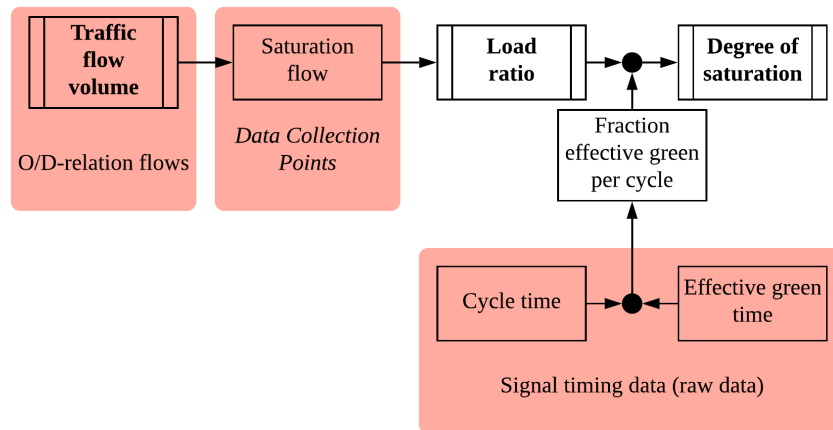 Traffic
flow
volume
O/D-relation flows
Saturation
flow
Data Collection
Points
Load
ratio
Degree of
saturation
Fraction
effective green
per cycle
Cycle time
Effective green
time
Signal timing data (raw data)